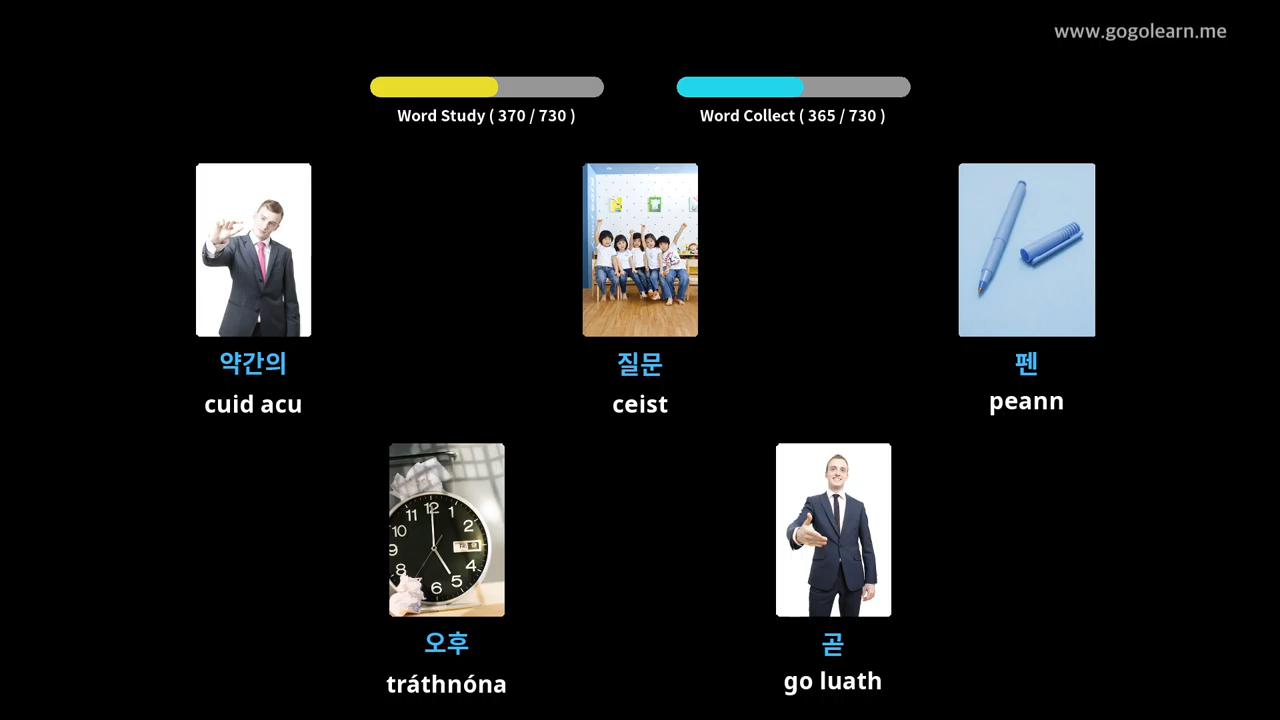 www.gogolearn.me
Word Study ( 370 / 730 )
Word Collect ( 365 / 730 )
약간의
cuid acu
질문
ceist
펜
peann
오후
tráthnóna
곧
go luath